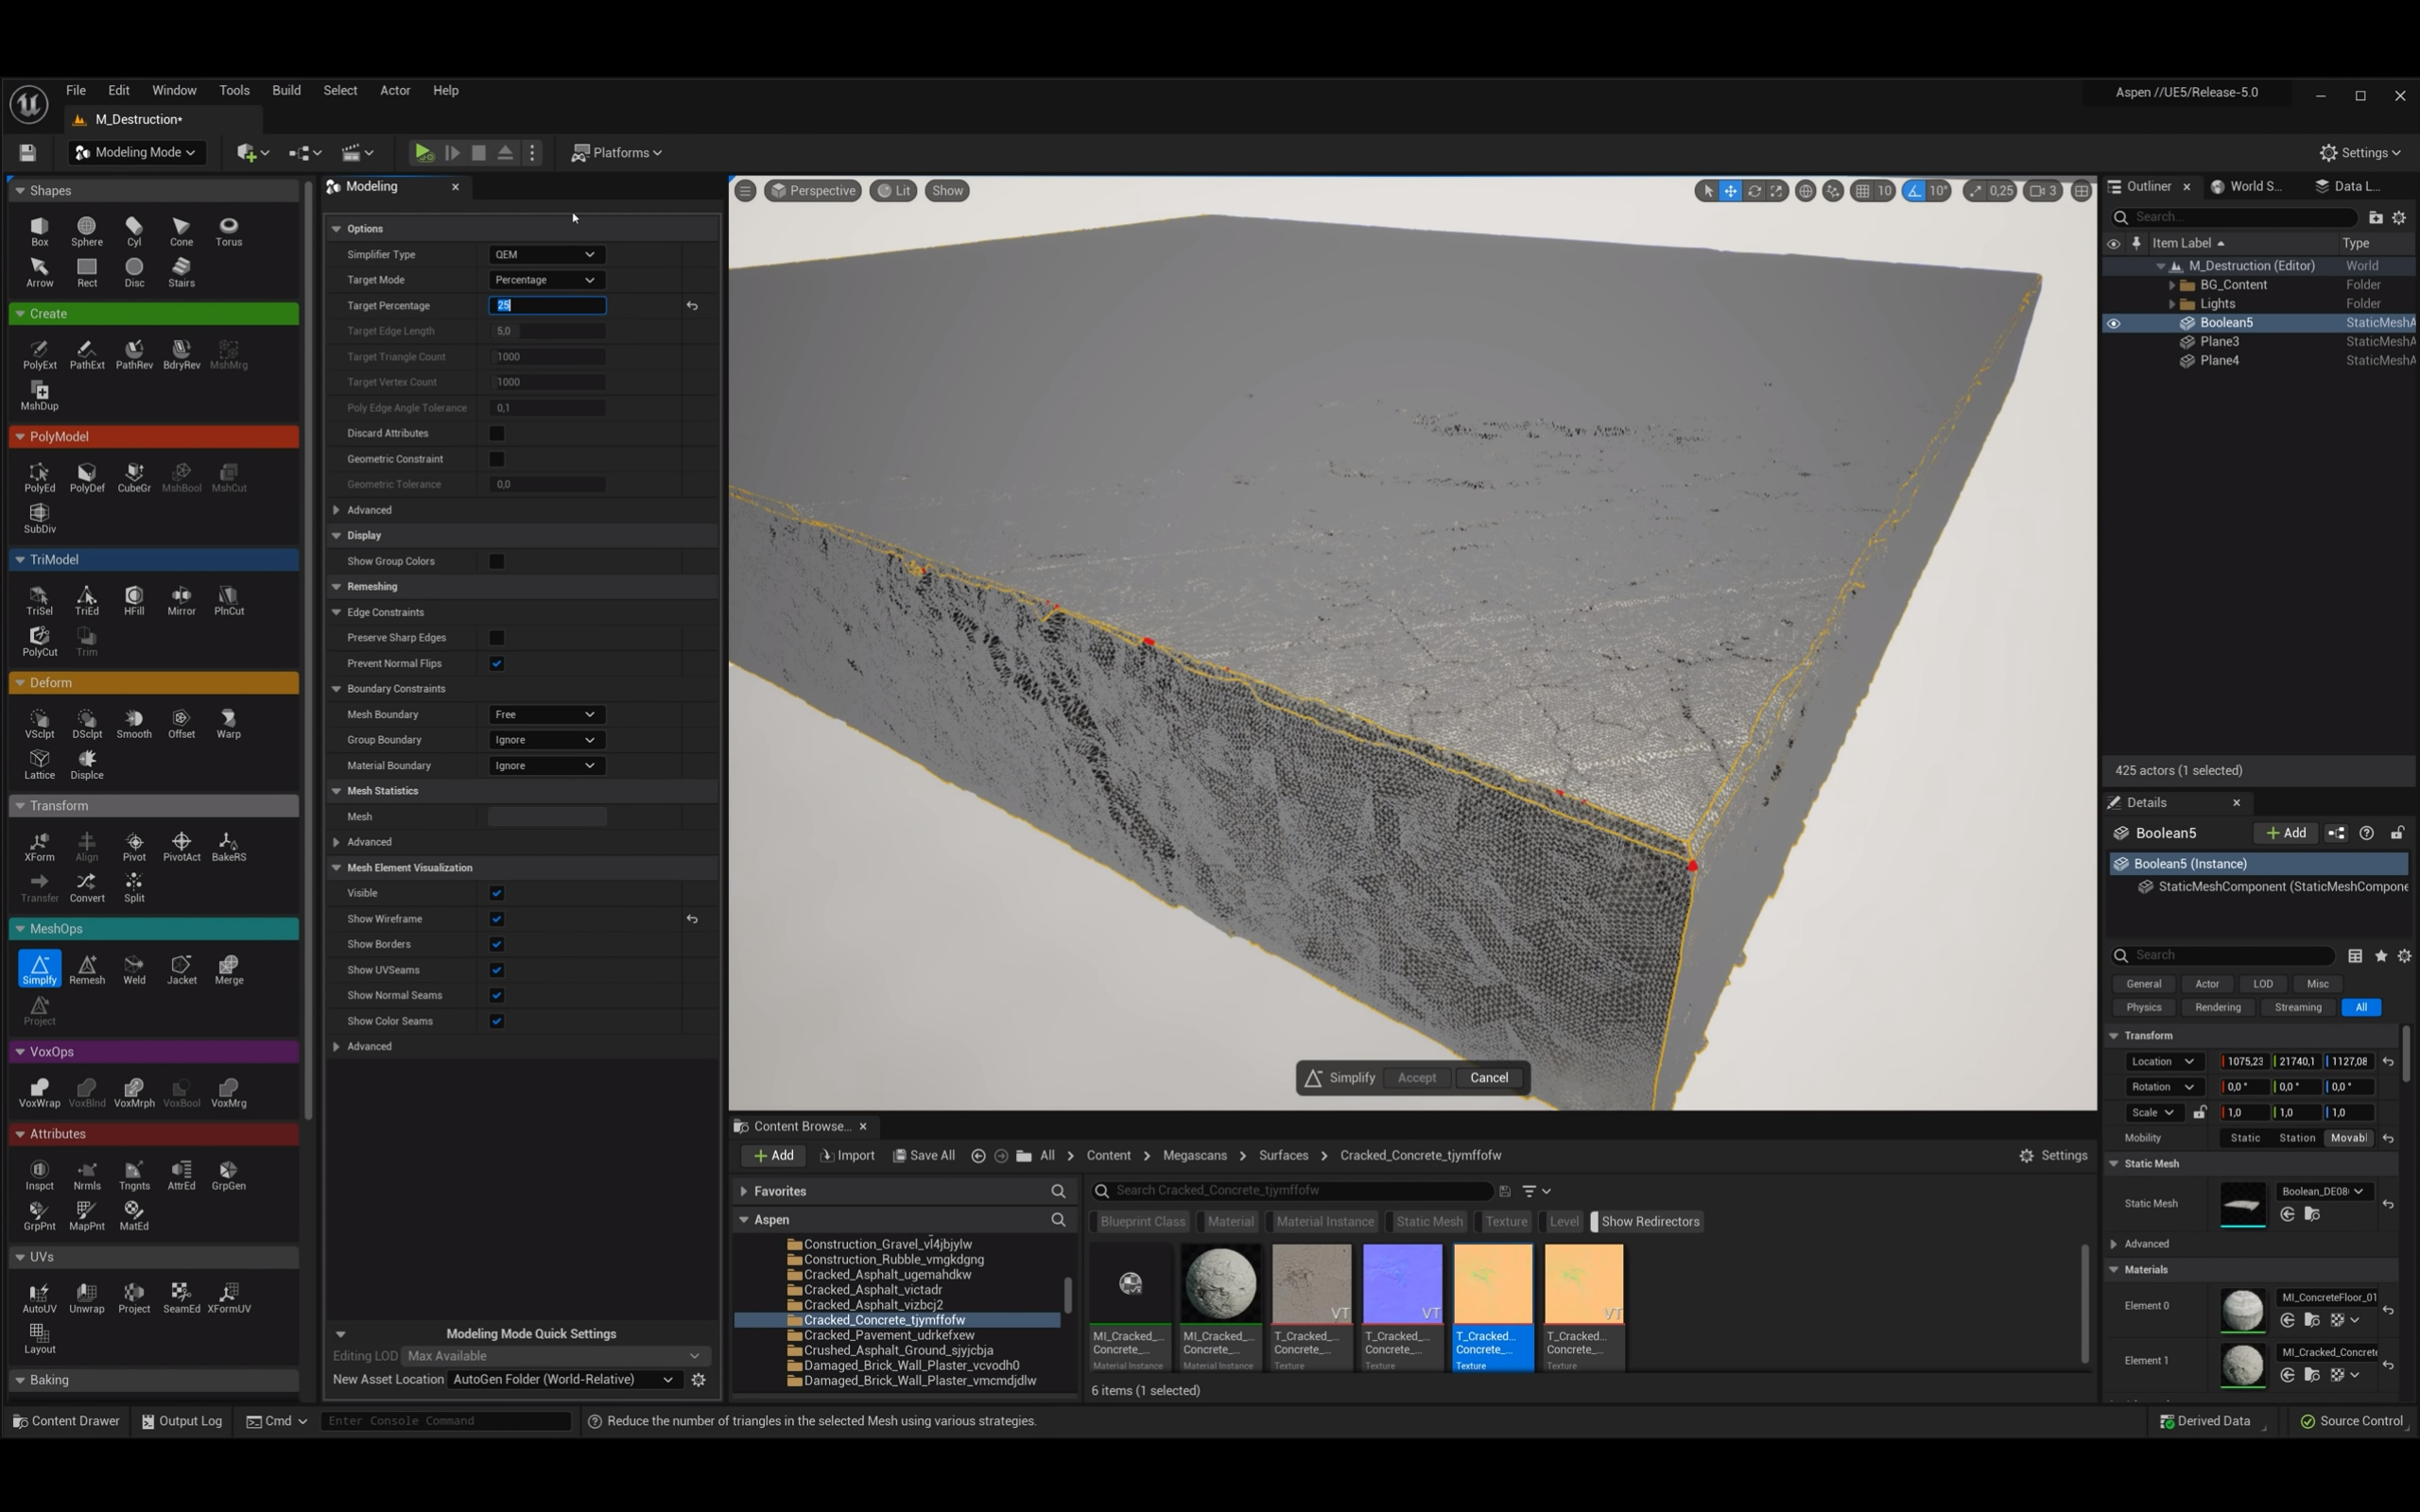 File Edit Window Tools Build Select Actor Help
Aspen //UE5/Release-5.0
M_Destruction*
Modeling Mode
Platforms
Settings
Shapes
Box Sphere Cyl Cone Torus
Arrow Rect Disc Stairs
Create
PolyExt PathExt PathRev BdryRev MshMrg
MshDup
PolyModel
PolyEd PolyDef CubeGr MshBool MshCut
SubDiv
TriModel
TriSel TriEd HFill Mirror PlnCut
PolyCut Trim
Deform
VSclpt DSclpt Smooth Offset Warp
Lattice Displce
Transform
XForm Align Pivot PivotAct BakeRS
Transfer Convert Split
MeshOps
Simplfy Remesh Weld Jacket Merge
Project
VoxOps
VoxWrap VoxBlnd VoxMrph VoxBool VoxMrg
Attributes
Inspct Nrmls Tngnts AttrEd GrpGen
GrpPnt MapPnt MatEd
UVs
AutoUV Unwrap Project SeamEd XFormUV
Layout
Baking
Modeling
Options
Simplifier Type QEM
Target Mode Percentage
Target Percentage 25
Target Edge Length 5,0
Target Triangle Count 1000
Target Vertex Count 1000
Poly Edge Angle Tolerance 0,1
Discard Attributes
Geometric Constraint
Geometric Tolerance 0,0
Advanced
Display
Show Group Colors
Remeshing
Edge Constraints
Preserve Sharp Edges
Prevent Normal Flips
Boundary Constraints
Mesh Boundary Free
Group Boundary Ignore
Material Boundary Ignore
Mesh Statistics
Mesh
Advanced
Mesh Element Visualization
Visible
Show Wireframe
Show Borders
Show UVSeams
Show Normal Seams
Show Color Seams
Advanced
Modeling Mode Quick Settings
Editing LOD Max Available
New Asset Location AutoGen Folder (World-Relative)
Perspective Lit Show
10 10° 0,25 3
Simplify Accept Cancel
Content Browse...
Add Import Save All All Content Megascans Surfaces Cracked_Concrete_tjymffofw Settings
Favorites
Aspen
Construction_Gravel_vl4jbjylw
Construction_Rubble_vmgkdgng
Cracked_Asphalt_ugemahdkw
Cracked_Asphalt_victadr
Cracked_Asphalt_vizbcj2
Cracked_Concrete_tjymffofw
Cracked_Pavement_udrkefxew
Crushed_Asphalt_Ground_sjyjcbja
Damaged_Brick_Wall_Plaster_vcvodh0
Damaged_Brick_Wall_Plaster_vmcmdjdlw
Search Cracked_Concrete_tjymffofw
Blueprint Class Material Material Instance Static Mesh Texture Level Show Redirectors
VT VT VT
MI_Cracked_... MI_Cracked_... T_Cracked_... T_Cracked_... T_Cracked... T_Cracked...
Concrete_... Concrete_... Concrete_... Concrete_... Concrete_... Concrete_...
Material Instance Material Instance Texture Texture Texture Texture
6 items (1 selected)
Outliner World S... Data L...
Search...
Item Label Type
M_Destruction (Editor) World
BG_Content Folder
Lights Folder
Boolean5 StaticMeshA
Plane3 StaticMeshA
Plane4 StaticMeshA
425 actors (1 selected)
Details
Boolean5 Add
Boolean5 (Instance)
StaticMeshComponent (StaticMeshCompone
Search
General Actor LOD Misc
Physics Rendering Streaming All
Transform
Location 1075,23 21740,1 1127,08
Rotation 0,0 ° 0,0 ° 0,0 °
Scale 1,0 1,0 1,0
Mobility Static Station Movabl
Static Mesh
Static Mesh Boolean_DE08
Advanced
Materials
Element 0 MI_ConcreteFloor_01
Element 1 MI_Cracked_Concrete
Content Drawer Output Log Cmd Enter Console Command Reduce the number of triangles in the selected Mesh using various strategies. Derived Data Source Control